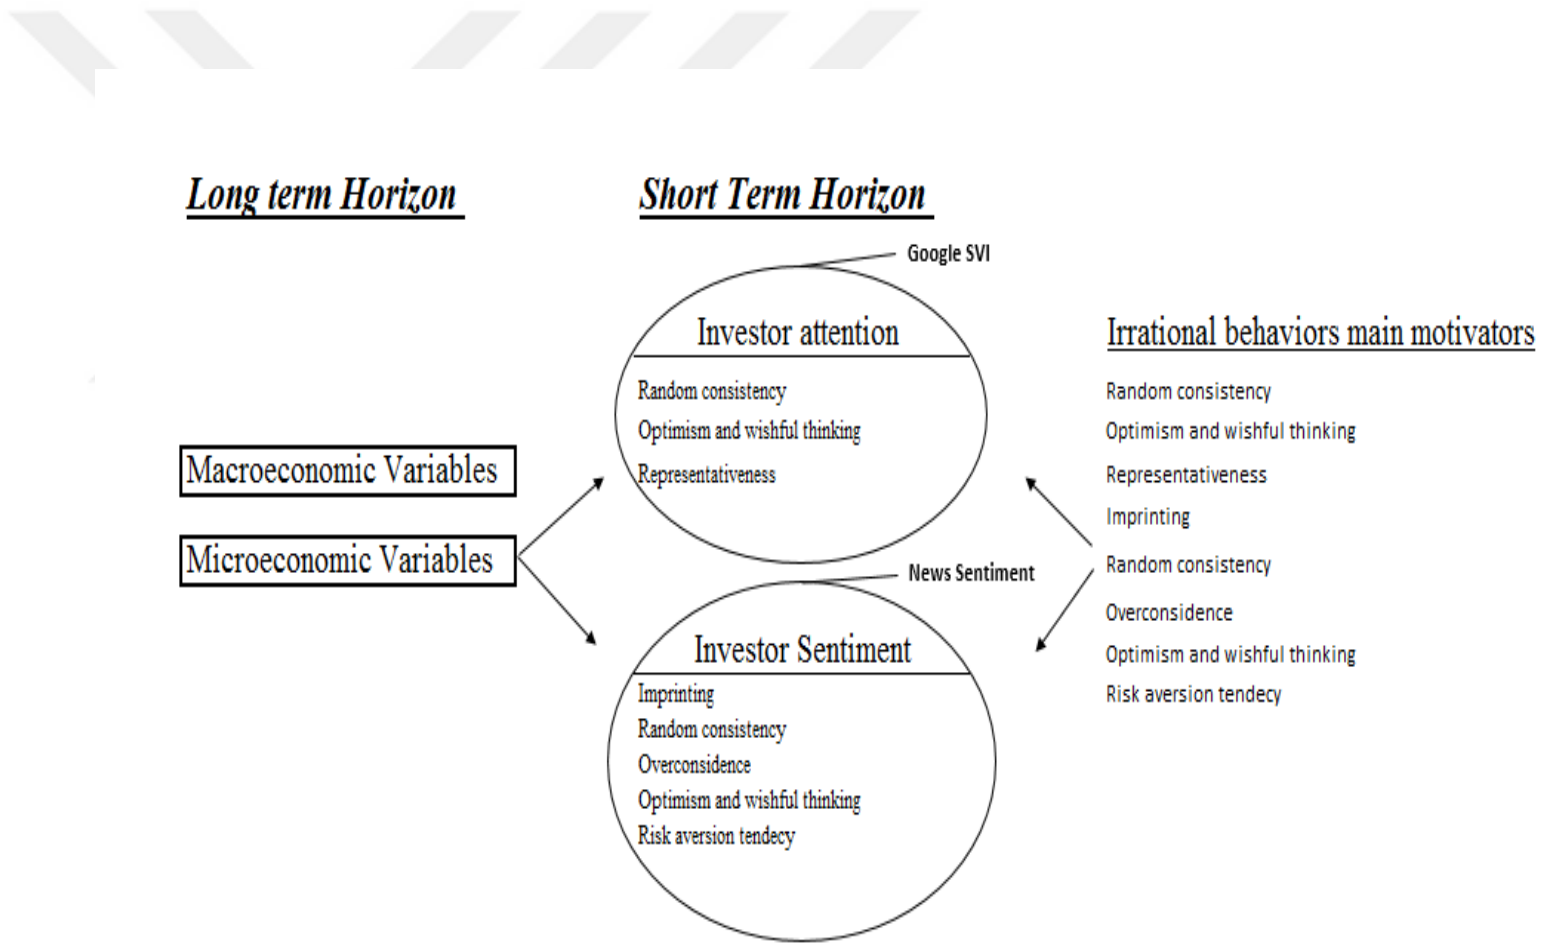 Long term Horizon
Short Term Horizon
Google SVI
Investor attention
Random consistency
Optimism and wishful thinking
Representativeness
Macroeconomic Variables
Microeconomic Variables
News Sentiment
Investor Sentiment
Imprinting
Random consistency
Overconsidence
Optimism and wishful thinking
Risk aversion tendecy
Irrational behaviors main motivators
Random consistency
Optimism and wishful thinking
Representativeness
Imprinting
Random consistency
Overconsidence
Optimism and wishful thinking
Risk aversion tendecy